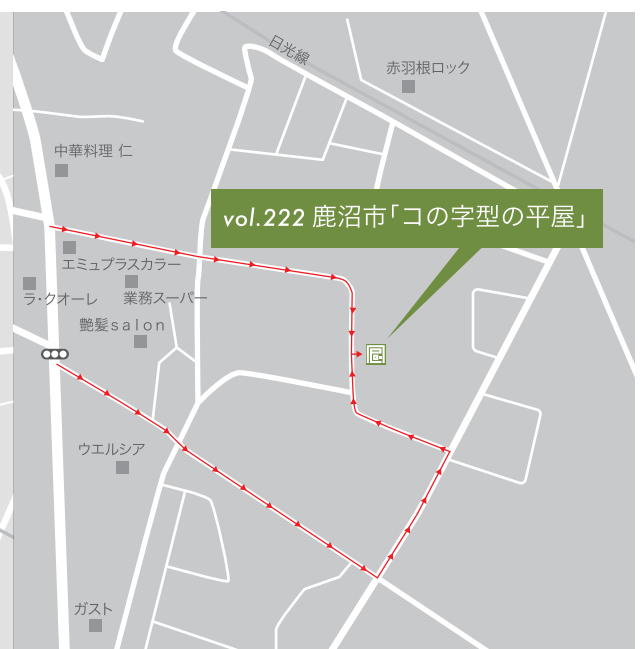 日光線
赤羽根ロック
中華料理 仁
vol.222 鹿沼市「コの字型の平屋」
エミュプラスカラー
ラ・クオーレ
業務スーパー
艶髪salon
ウエルシア
ガスト